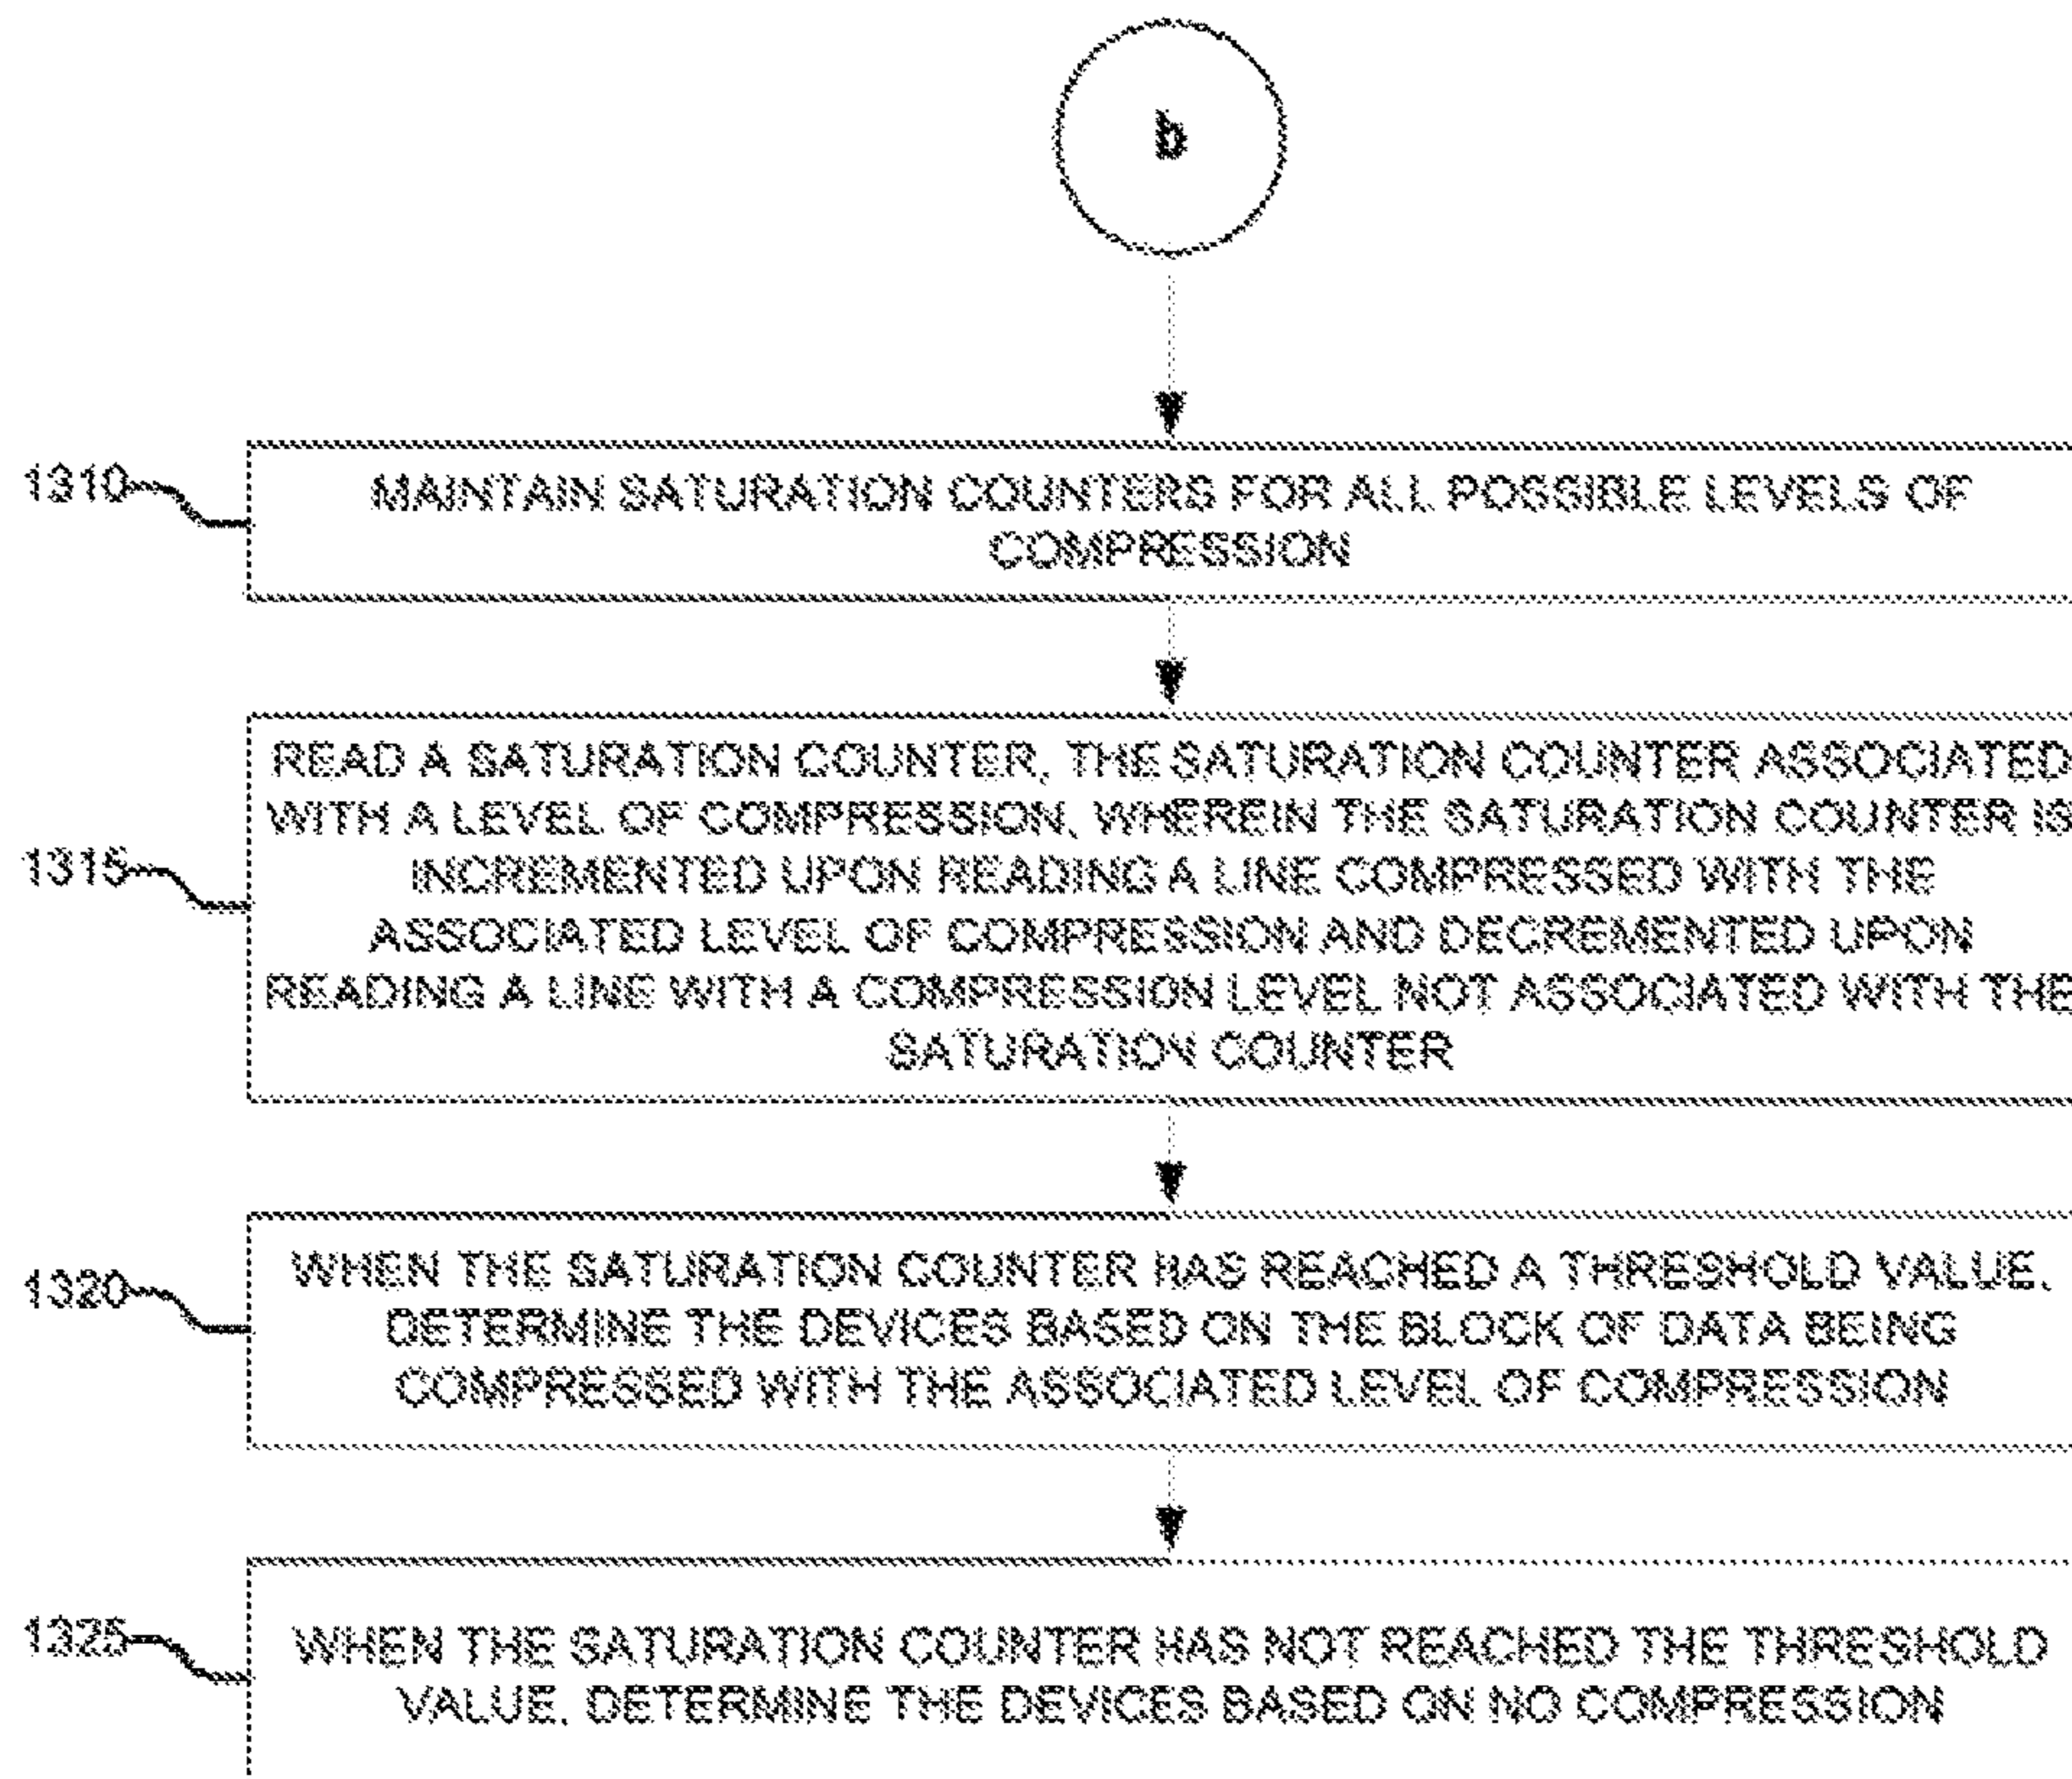 b
1310
MAINTAIN SATURATION COUNTERS FOR ALL POSSIBLE LEVELS OF
COMPRESSION
1315
READ A SATURATION COUNTER, THE SATURATION COUNTER ASSOCIATED
WITH A LEVEL OF COMPRESSION, WHEREIN THE SATURATION COUNTER IS
INCREMENTED UPON READING A LINE COMPRESSED WITH THE
ASSOCIATED LEVEL OF COMPRESSION AND DECREMENTED UPON
READING A LINE WITH A COMPRESSION LEVEL NOT ASSOCIATED WITH THE
SATURATION COUNTER
1320
WHEN THE SATURATION COUNTER HAS REACHED A THRESHOLD VALUE,
DETERMINE THE DEVICES BASED ON THE BLOCK OF DATA BEING
COMPRESSED WITH THE ASSOCIATED LEVEL OF COMPRESSION
1325
WHEN THE SATURATION COUNTER HAS NOT REACHED THE THRESHOLD
VALUE, DETERMINE THE DEVICES BASED ON NO COMPRESSION